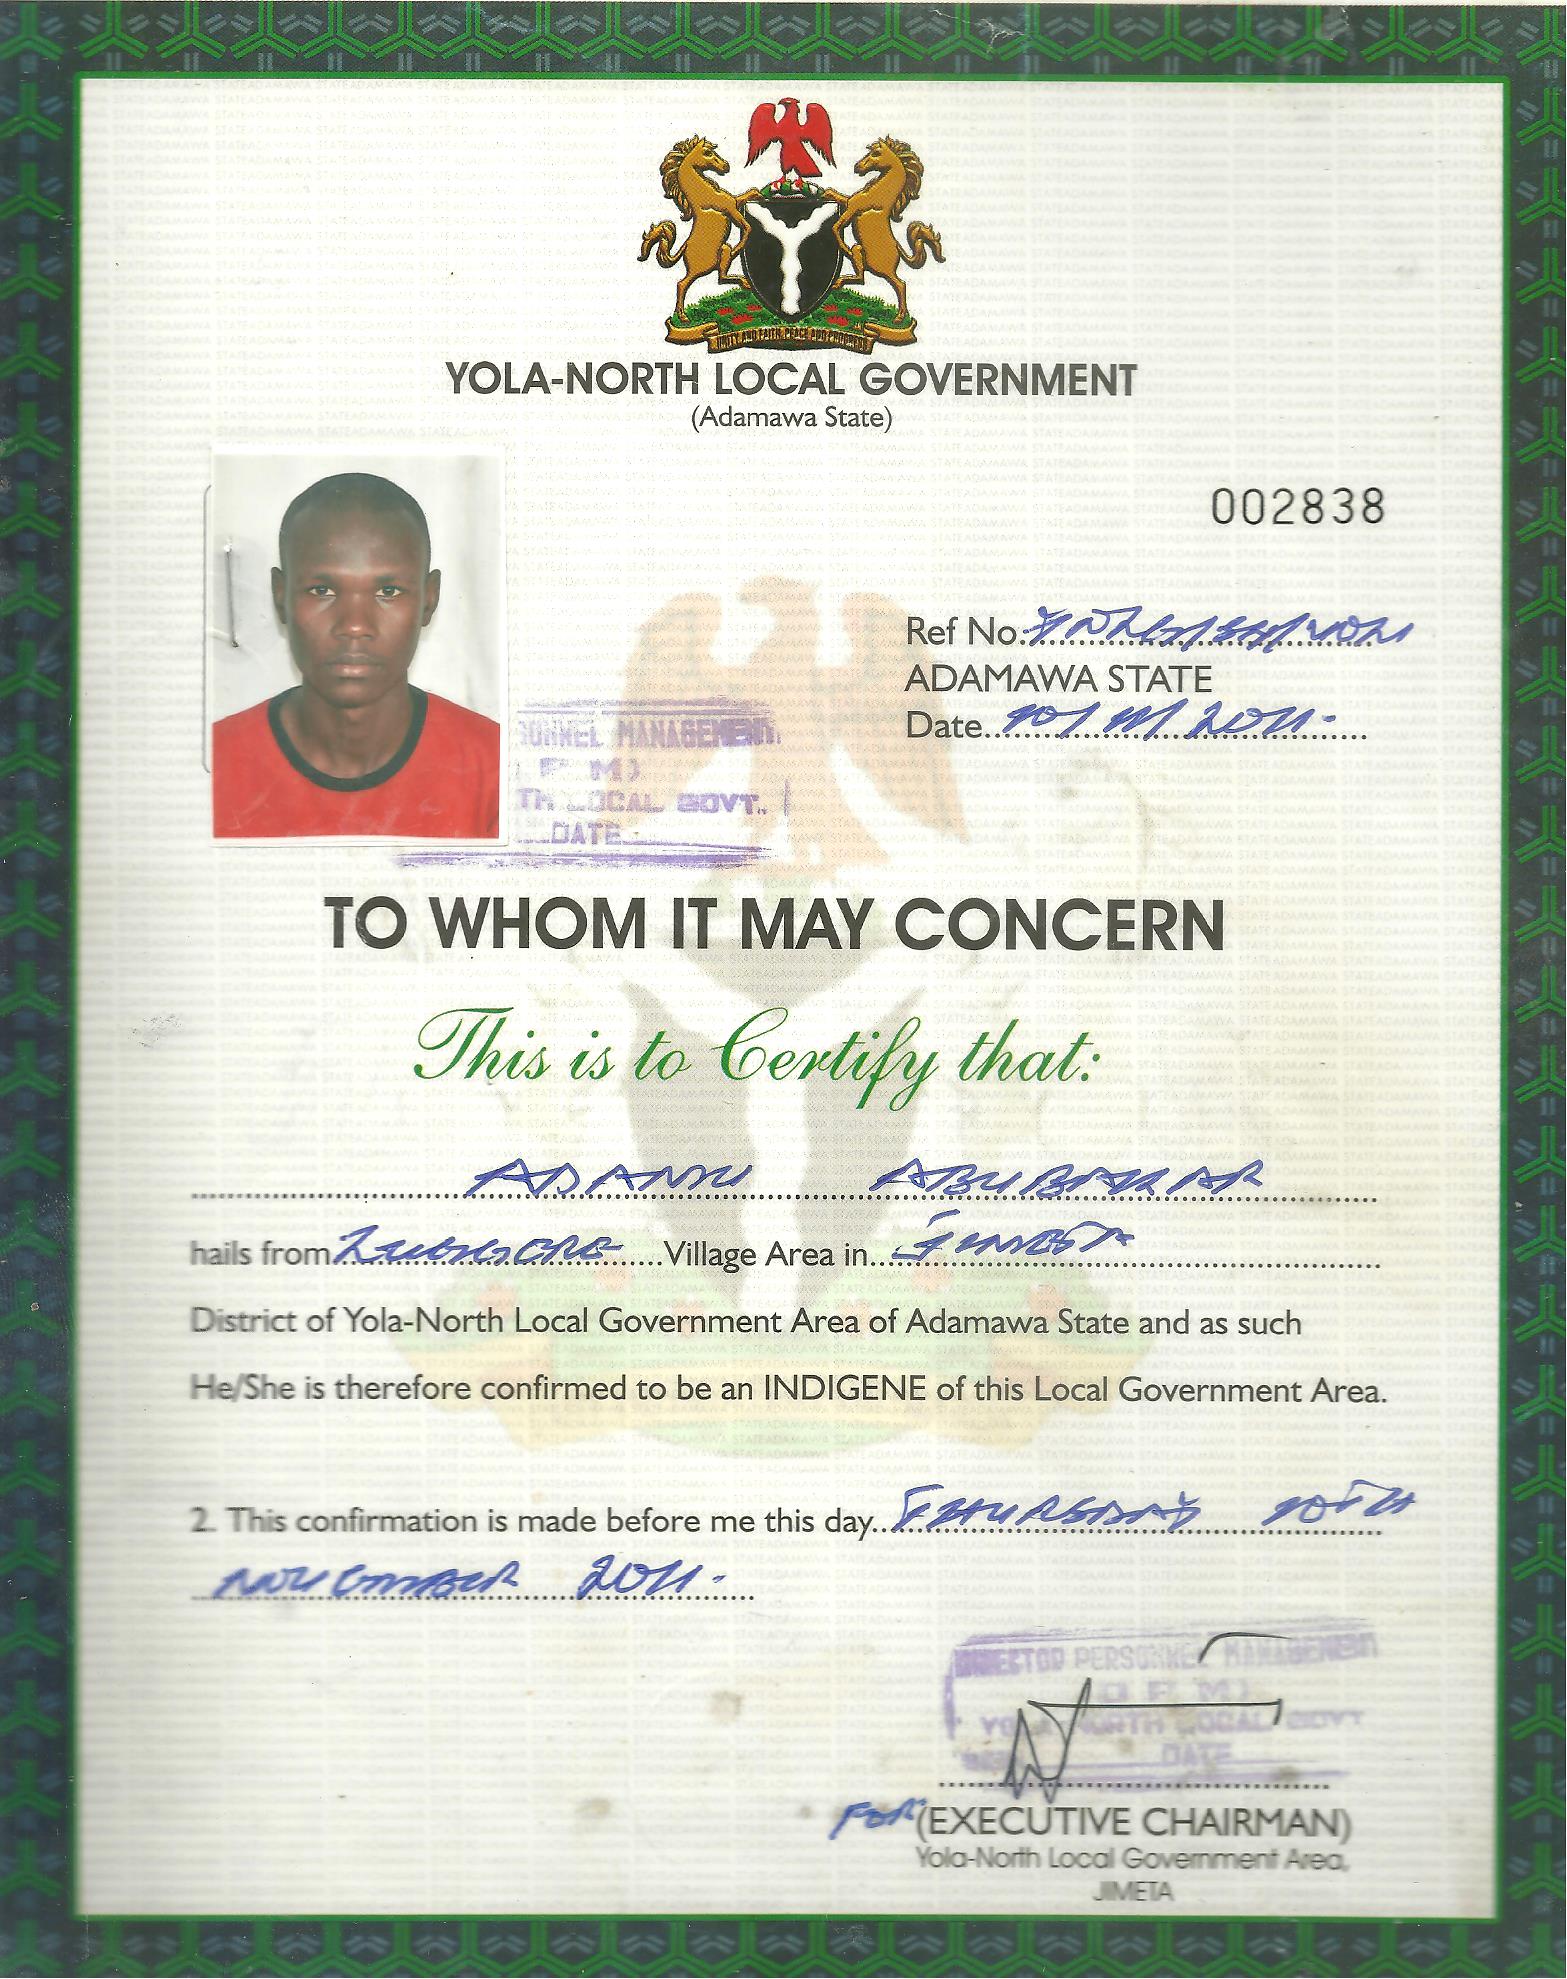 UNITY AND FAITH, PEACE AND PROGRESS
YOLA-NORTH LOCAL GOVERNMENT
(Adamawa State)
002838
Ref No.
ADAMAWA STATE
Date 10/11/2011.
SONNEL MANAGEMENT
P M)
TH LOCAL GOVT.,
DATE
TO WHOM IT MAY CONCERN
This is to Certify that:
ADAMU ABUBAKAR
hails from LUGGERE Village Area in JIMETA
District of Yola-North Local Government Area of Adamawa State and as such
He/She is therefore confirmed to be an INDIGENE of this Local Government Area.
2. This confirmation is made before me this day THURSDAY 10TH
NOVEMBER 2011.
DIRECTOR PERSONNEL MANAGEMENT
(D P M)
YOLA NORTH LOCAL GOVT
DATE
FOR (EXECUTIVE CHAIRMAN)
Yola-North Local Government Area,
JIMETA